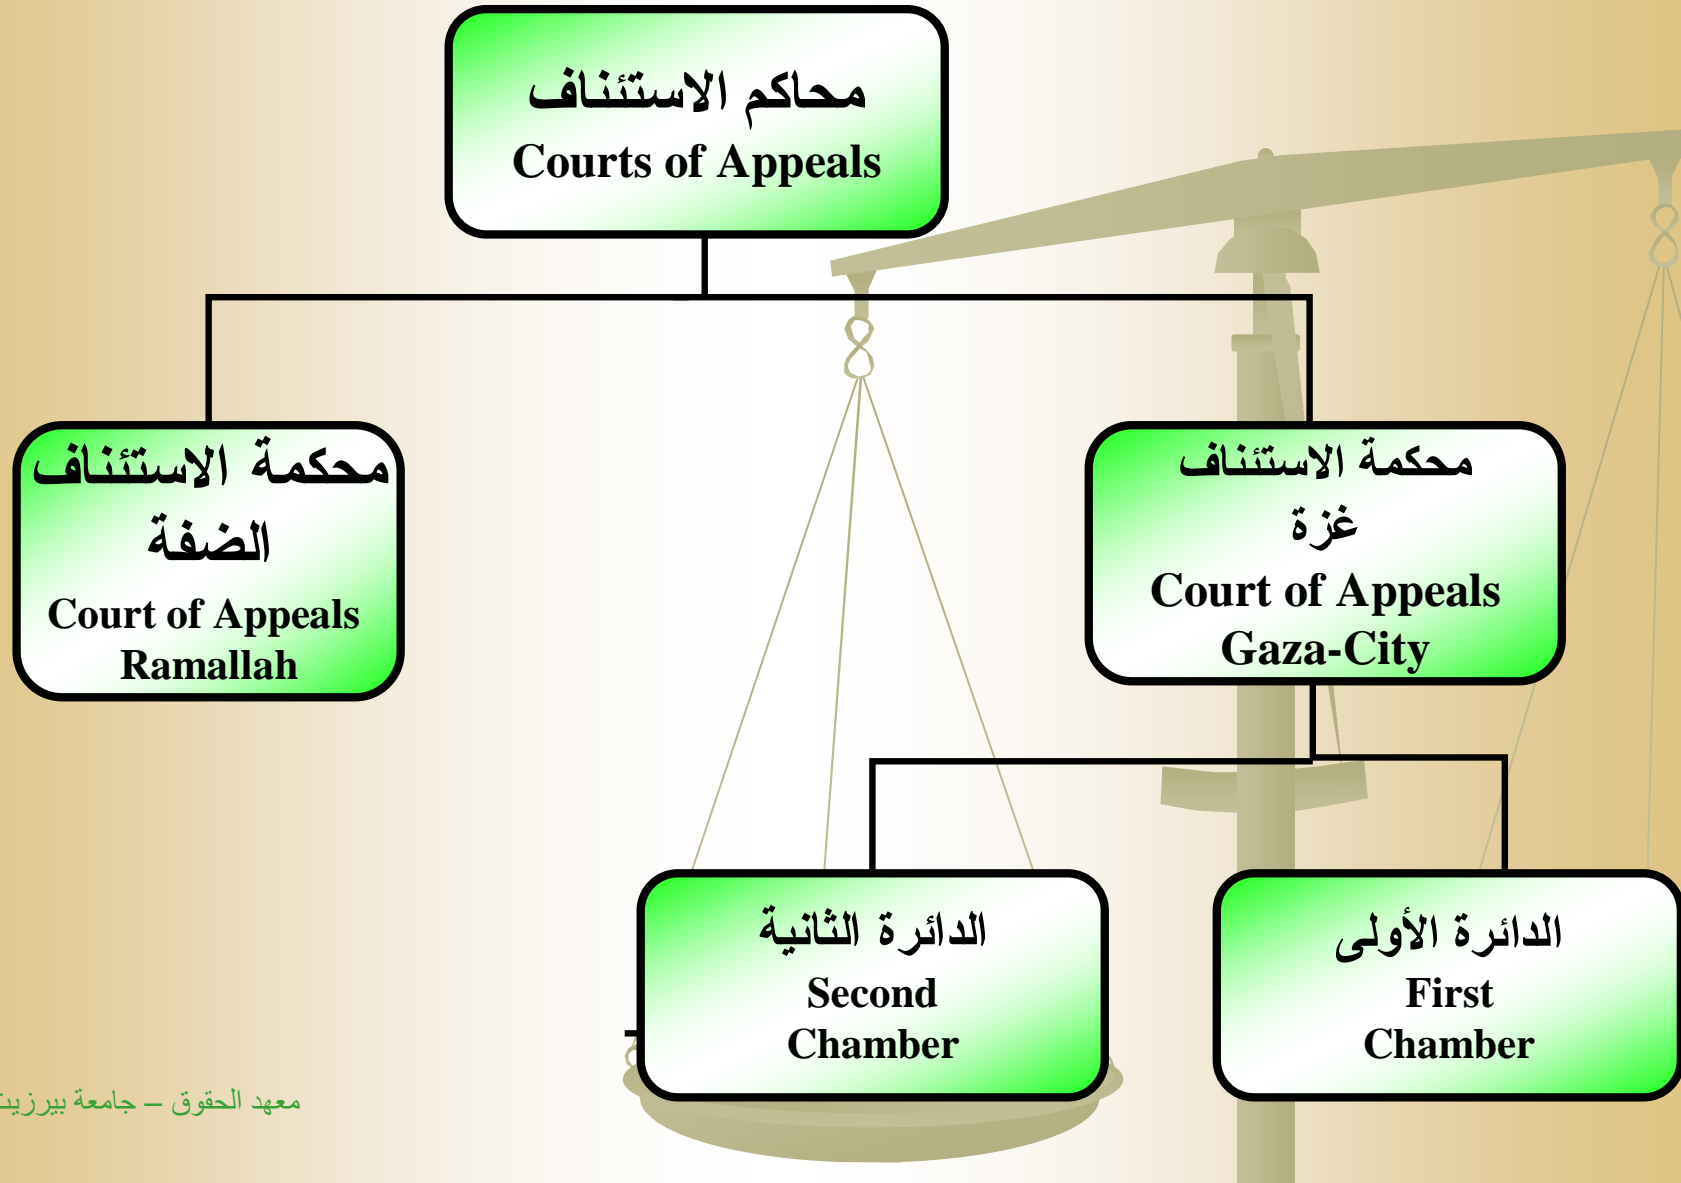 محاكم الاستئناف
Courts of Appeals
محكمة الاستئناف
الضفة
Court of Appeals
Ramallah
محكمة الاستئناف
غزة
Court of Appeals
Gaza-City
الدائرة الثانية
Second
Chamber
الدائرة الأولى
First
Chamber
معهد الحقوق – جامعة بيرزيت